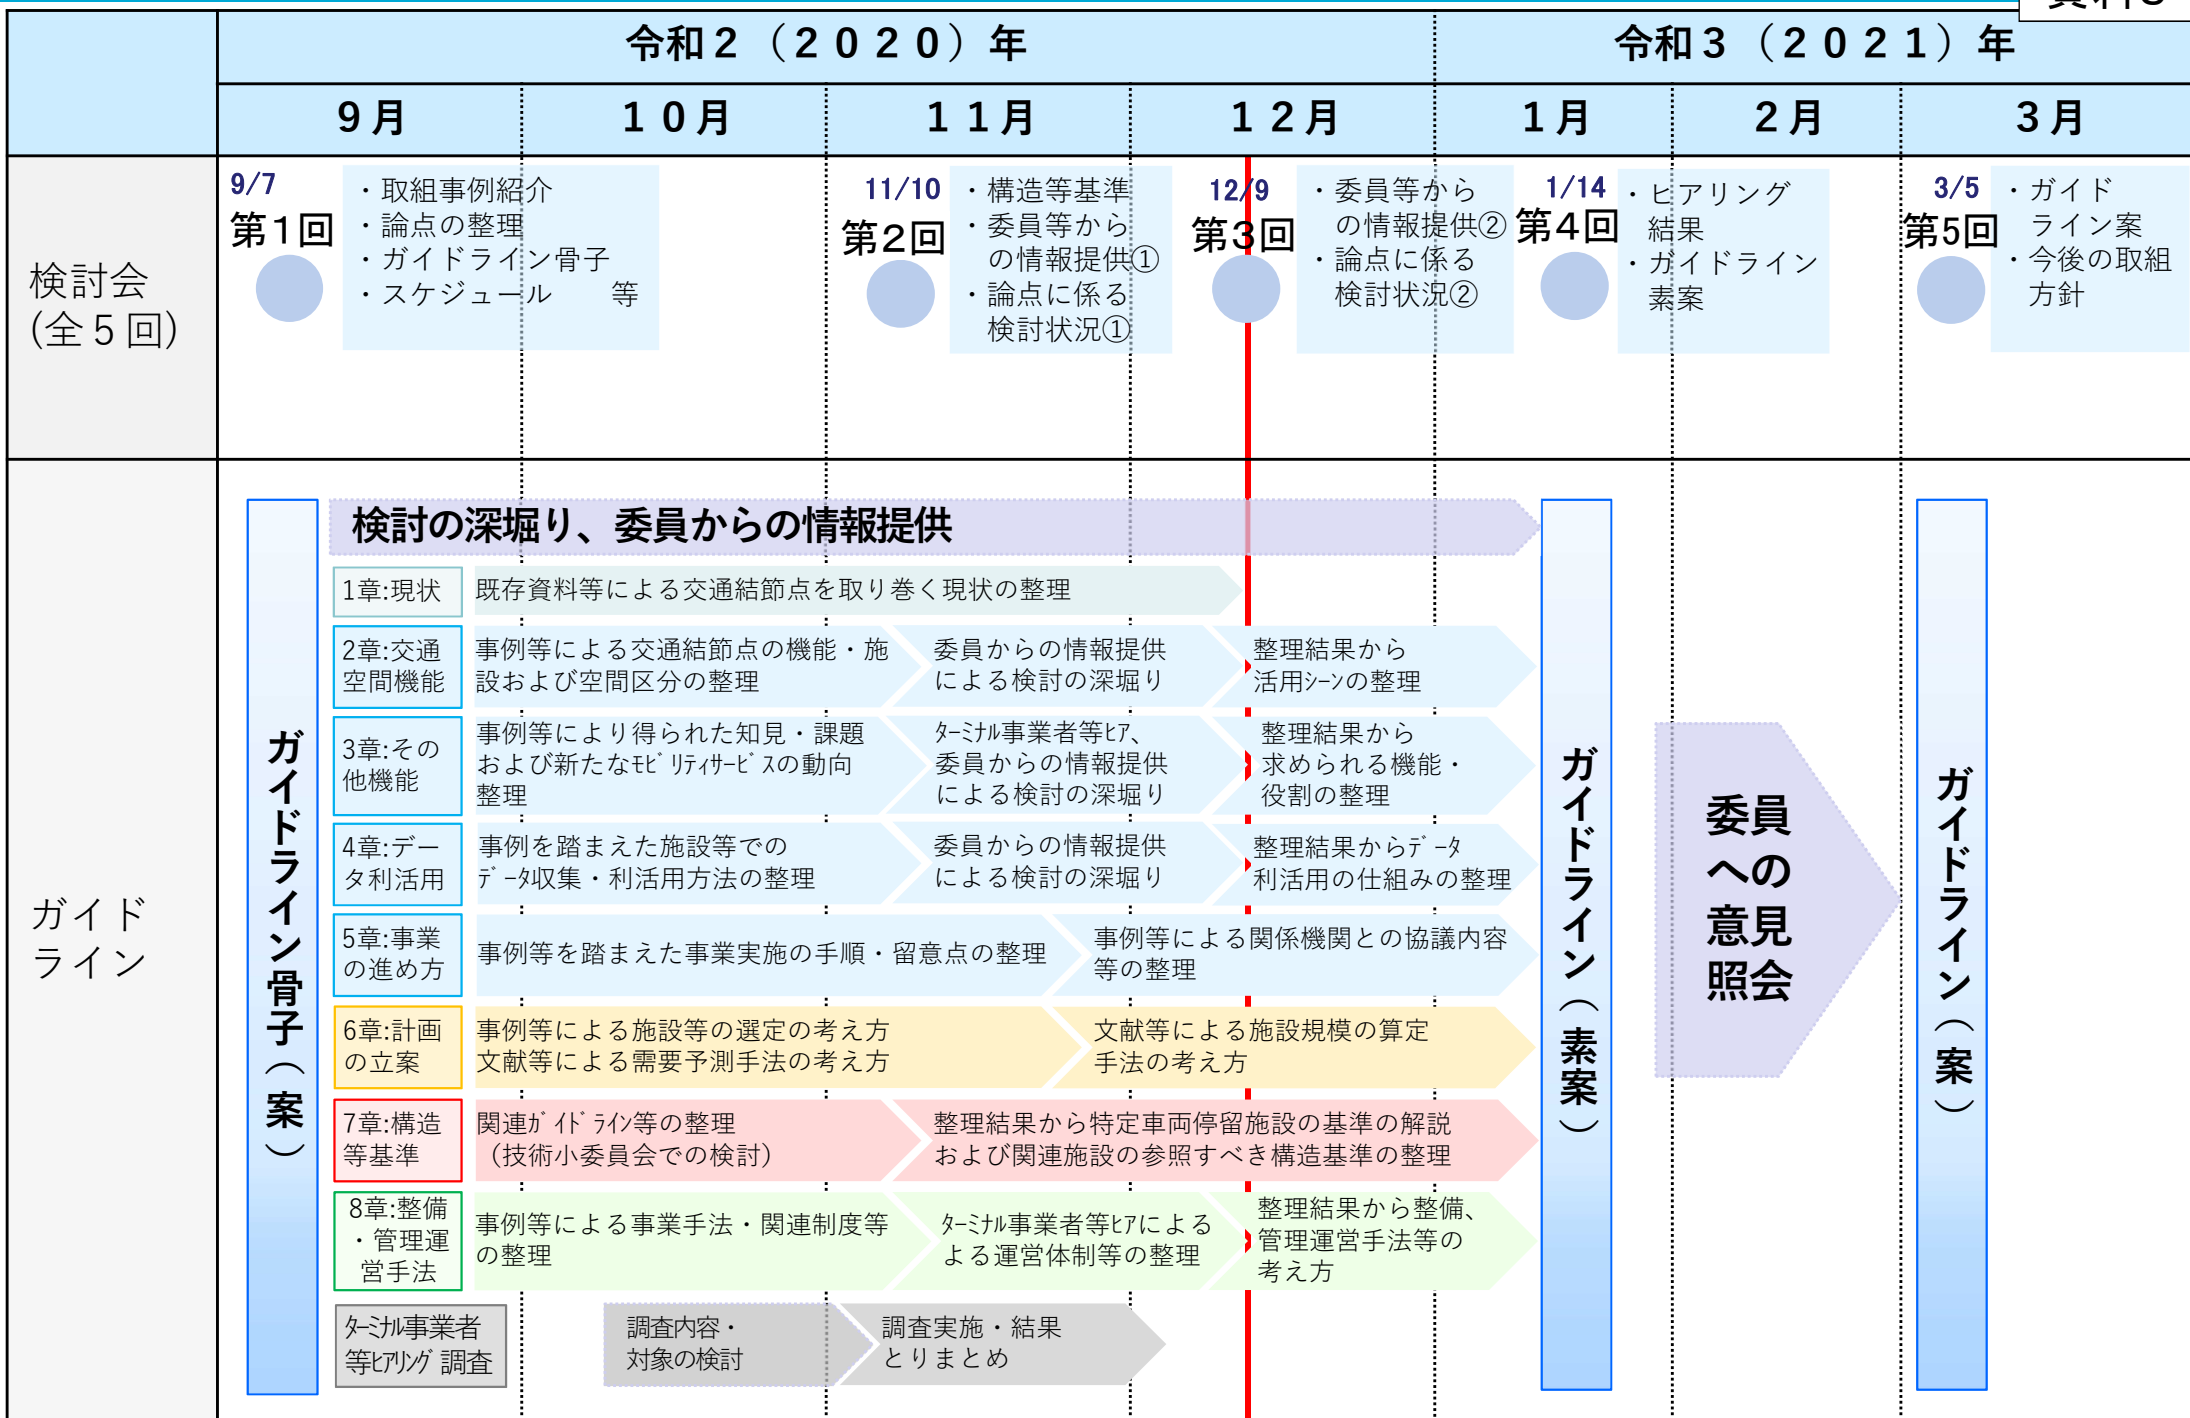 令和２（２０２０）年
令和３（２０２１）年
９月
１０月
１１月
１２月
１月
２月
３月
検討会
(全５回)
9/7
第１回
・取組事例紹介
・論点の整理
・ガイドライン骨子
・スケジュール　　等
11/10
第２回
・構造等基準
・委員等から
の情報提供①
・論点に係る
検討状況①
12/9
第３回
・委員等から
の情報提供②
・論点に係る
検討状況②
1/14
第４回
・ヒアリング
結果
・ガイドライン
素案
3/5
第5回
・ガイド
ライン案
・今後の取組
方針
ガイド
ライン
ガイドライン骨子（案）
検討の深堀り、委員からの情報提供
1章:現状
既存資料等による交通結節点を取り巻く現状の整理
2章:交通
空間機能
事例等による交通結節点の機能・施
設および空間区分の整理
委員からの情報提供
による検討の深堀り
整理結果から
活用ｼｰﾝの整理
3章:その
他機能
事例等により得られた知見・課題
および新たなﾓﾋﾞﾘﾃｨｻｰﾋﾞｽの動向
整理
ﾀｰﾐﾅﾙ事業者等ﾋｱ、
委員からの情報提供
による検討の深堀り
整理結果から
求められる機能・
役割の整理
4章:デー
タ利活用
事例を踏まえた施設等での
ﾃﾞｰﾀ収集・利活用方法の整理
委員からの情報提供
による検討の深堀り
整理結果からﾃﾞｰﾀ
利活用の仕組みの整理
5章:事業
の進め方
事例等を踏まえた事業実施の手順・留意点の整理
事例等による関係機関との協議内容
等の整理
6章:計画
の立案
事例等による施設等の選定の考え方
文献等による需要予測手法の考え方
文献等による施設規模の算定
手法の考え方
7章:構造
等基準
関連ｶﾞｲﾄﾞﾗｲﾝ等の整理
（技術小委員会での検討）
整理結果から特定車両停留施設の基準の解説
および関連施設の参照すべき構造基準の整理
8章:整備
・管理運
営手法
事例等による事業手法・関連制度等
の整理
ﾀｰﾐﾅﾙ事業者等ﾋｱによる
よる運営体制等の整理
整理結果から整備、
管理運営手法等の
考え方
ﾀｰﾐﾅﾙ事業者
等ﾋｱﾘﾝｸﾞ調査
調査内容・
対象の検討
調査実施・結果
とりまとめ
ガイドライン（素案）
委員
への
意見
照会
ガイドライン（案）